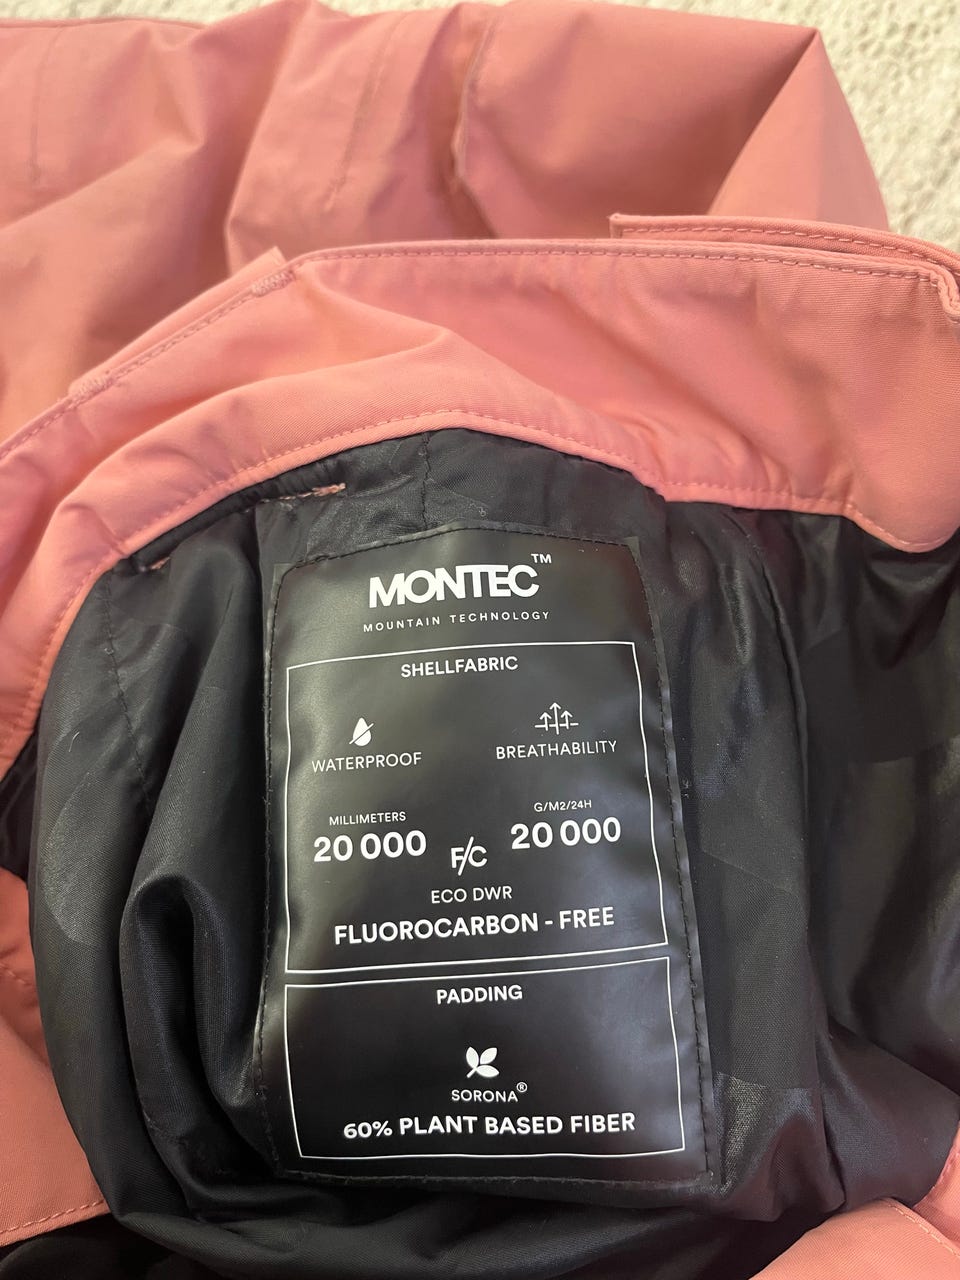 MONTEC™
MOUNTAIN TECHNOLOGY
SHELLFABRIC
WATERPROOF
BREATHABILITY
MILLIMETERS
G/M2/24H
20 000
20 000
F/C
ECO DWR
FLUOROCARBON - FREE
PADDING
SORONA®
60% PLANT BASED FIBER